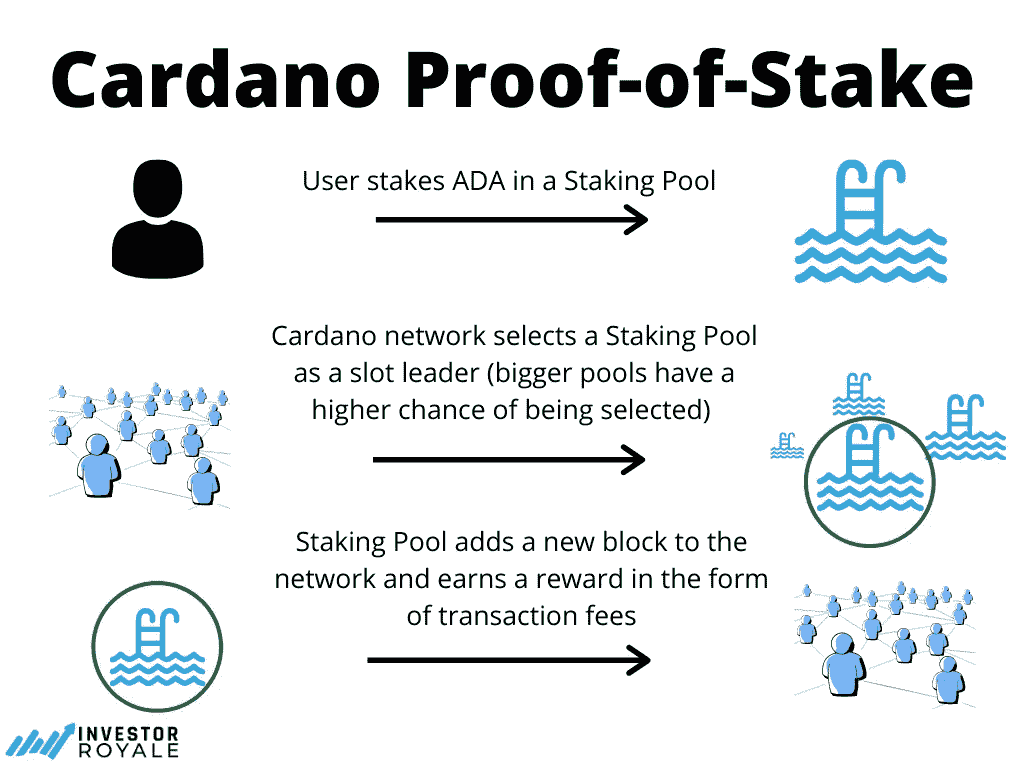 Cardano Proof-of-Stake
User stakes ADA in a Staking Pool
Cardano network selects a Staking Pool
as a slot leader (bigger pools have a
higher chance of being selected)
Staking Pool adds a new block to the
network and earns a reward in the form
of transaction fees
INVESTOR
ROYALE